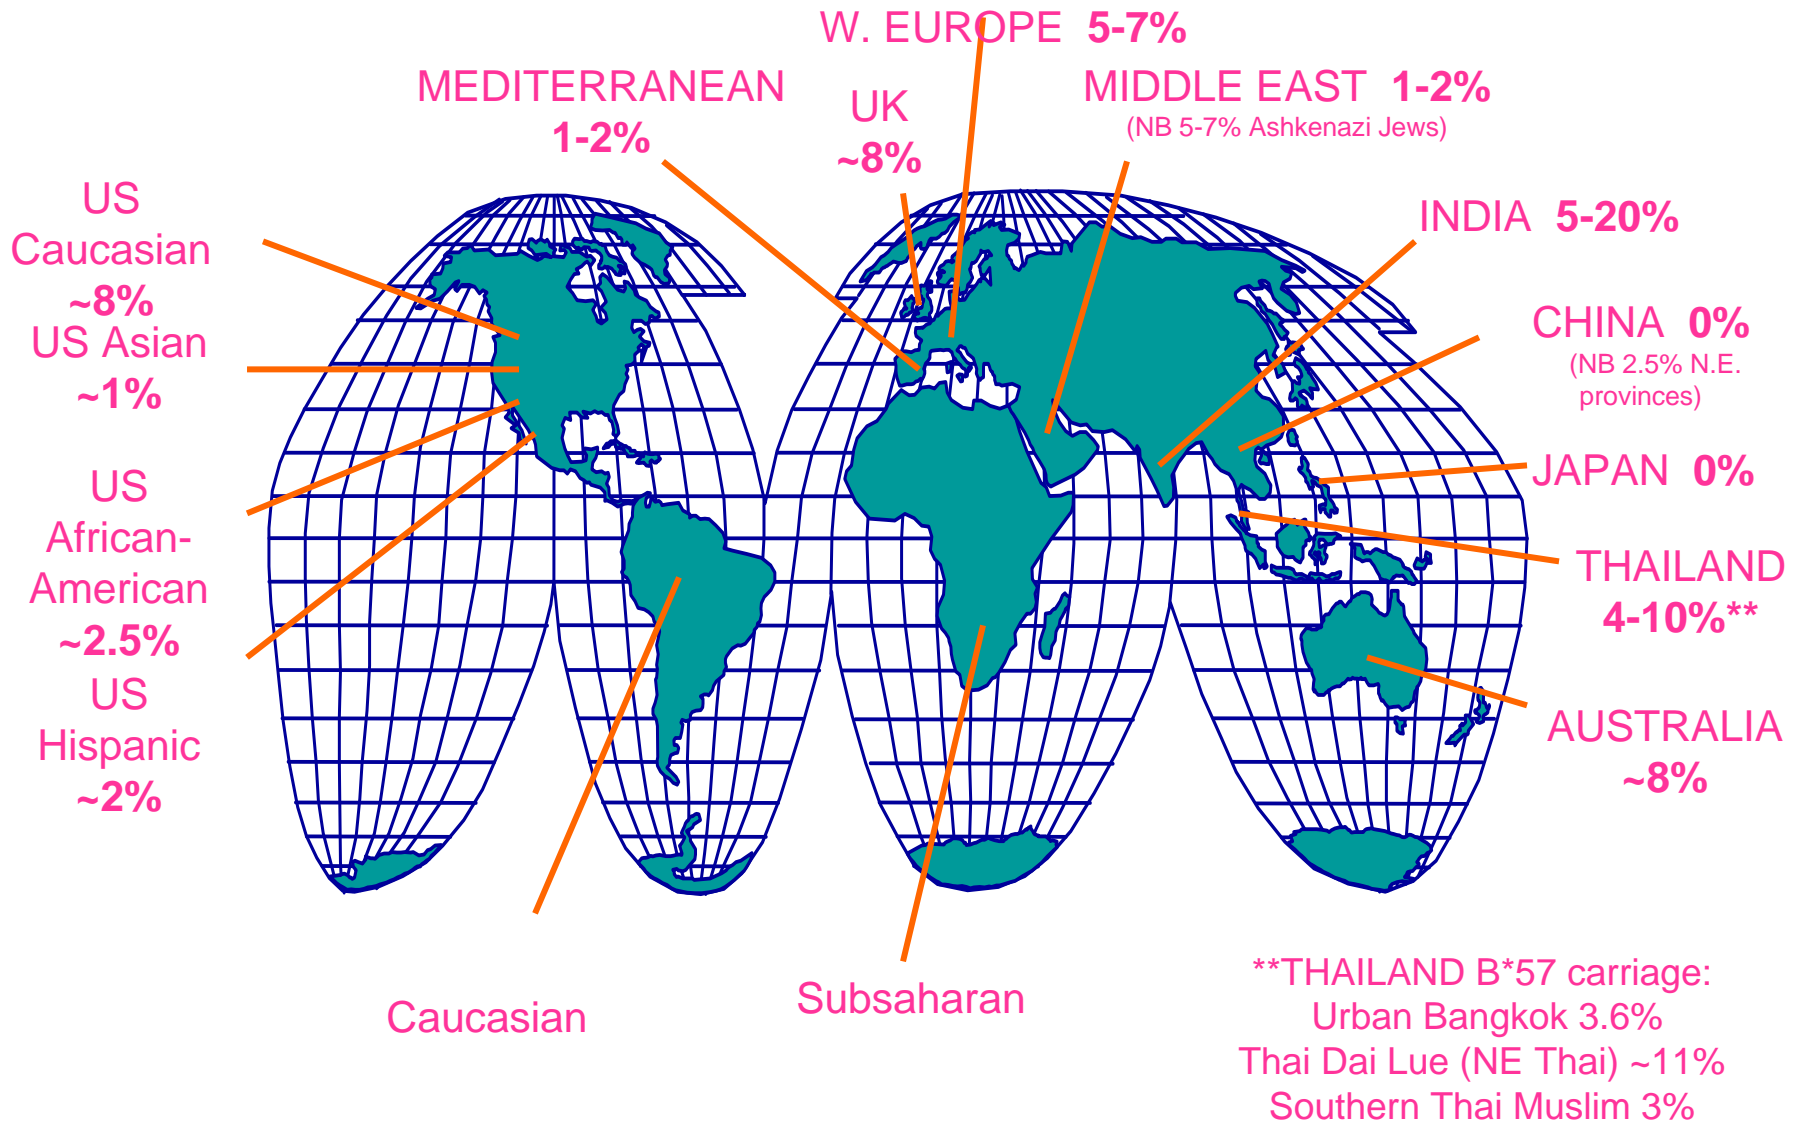 W. EUROPE 5-7%
MEDITERRANEAN
1-2%
UK
~8%
MIDDLE EAST 1-2%
(NB 5-7% Ashkenazi Jews)
US
Caucasian
~8%
US Asian
~1%
US
African-
American
~2.5%
US
Hispanic
~2%
INDIA 5-20%
CHINA 0%
(NB 2.5% N.E.
provinces)
JAPAN 0%
THAILAND
4-10%**
AUSTRALIA
~8%
Caucasian
Subsaharan
**THAILAND B*57 carriage:
Urban Bangkok 3.6%
Thai Dai Lue (NE Thai) ~11%
Southern Thai Muslim 3%